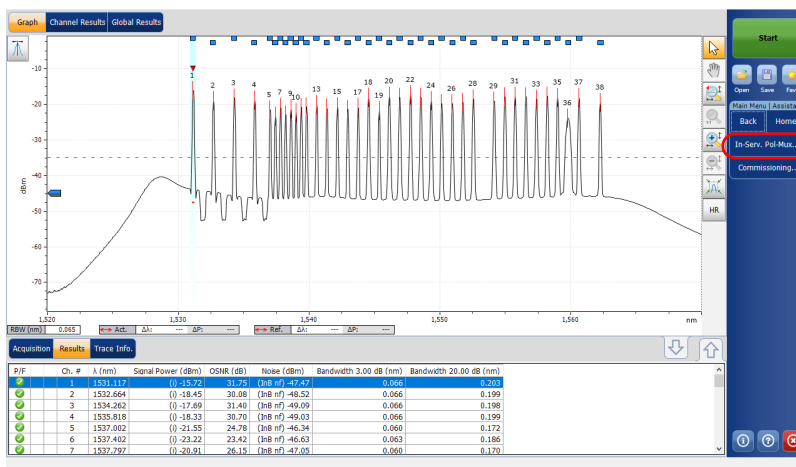 Graph Channel Results Global Results
Start
Open Save Fav
Main Menu | Assista
Back Home
In-Serv. Pol-Mux...
Commissioning...
HR
-10
-20
-30
-40
-50
-60
-70
dBm
1 2 3 4 5 7 9 10 13 15 17 18 19 20 22 24 26 28 29 31 33 35 36 37 38
1,520 1,530 1,540 1,550 1,560 nm
RBW (nm) 0.065 Act. Δλ: --- ΔP: --- Ref. Δλ: --- ΔP: ---
Acquisition Results Trace Info.
P/F Ch. # λ (nm) Signal Power (dBm) OSNR (dB) Noise (dBm) Bandwidth 3.00 dB (nm) Bandwidth 20.00 dB (nm)
1 1531.117 (i) -15.72 31.75 (InB nf) -47.47 0.066 0.203
2 1532.664 (i) -18.45 30.08 (InB nf) -48.52 0.066 0.199
3 1534.262 (i) -17.69 31.40 (InB nf) -49.09 0.066 0.198
4 1535.818 (i) -18.33 30.70 (InB nf) -49.03 0.066 0.199
5 1537.002 (i) -21.55 24.78 (InB nf) -46.34 0.060 0.172
6 1537.402 (i) -23.22 23.42 (InB nf) -46.63 0.063 0.186
7 1537.797 (i) -20.91 26.15 (InB nf) -47.05 0.060 0.170